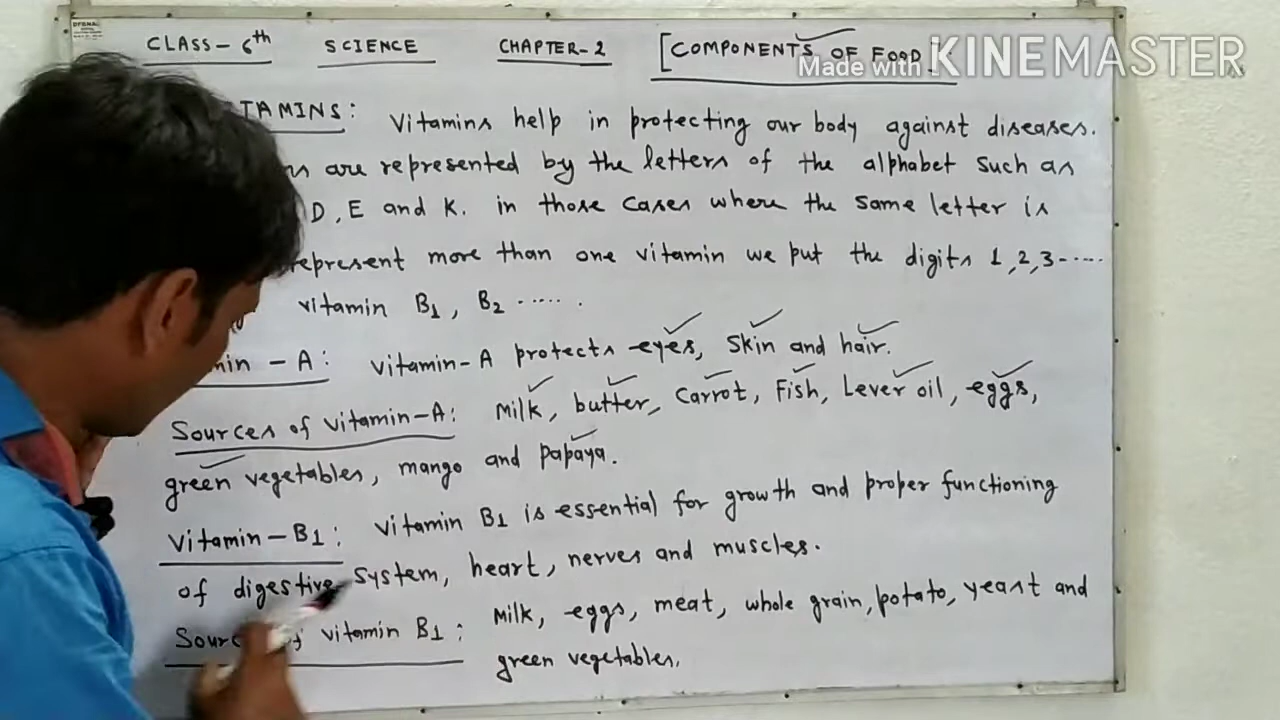 CLASS-6th SCIENCE CHAPTER-2 [COMPONENTS OF FOOD]
Made with KINEMASTER
TAMINS: Vitamins help in protecting our body against diseases.
are represented by the letters of the alphabet such as
D, E and K. in those cases where the same letter is
represent more than one vitamin we put the digits 1,2,3-----
vitamin B1, B2 ......
min - A: vitamin-A protects eyes, Skin and hair.
Sources of vitamin-A: Milk, butter, Carrot, Fish, Lever oil, eggs,
green vegetables, mango and papaya.
Vitamin-B1: vitamin B1 is essential for growth and proper functioning
of digestive system, heart, nerves and muscles.
Sources of vitamin B1: Milk, eggs, meat, whole grain, potato, yeast and
green vegetables.